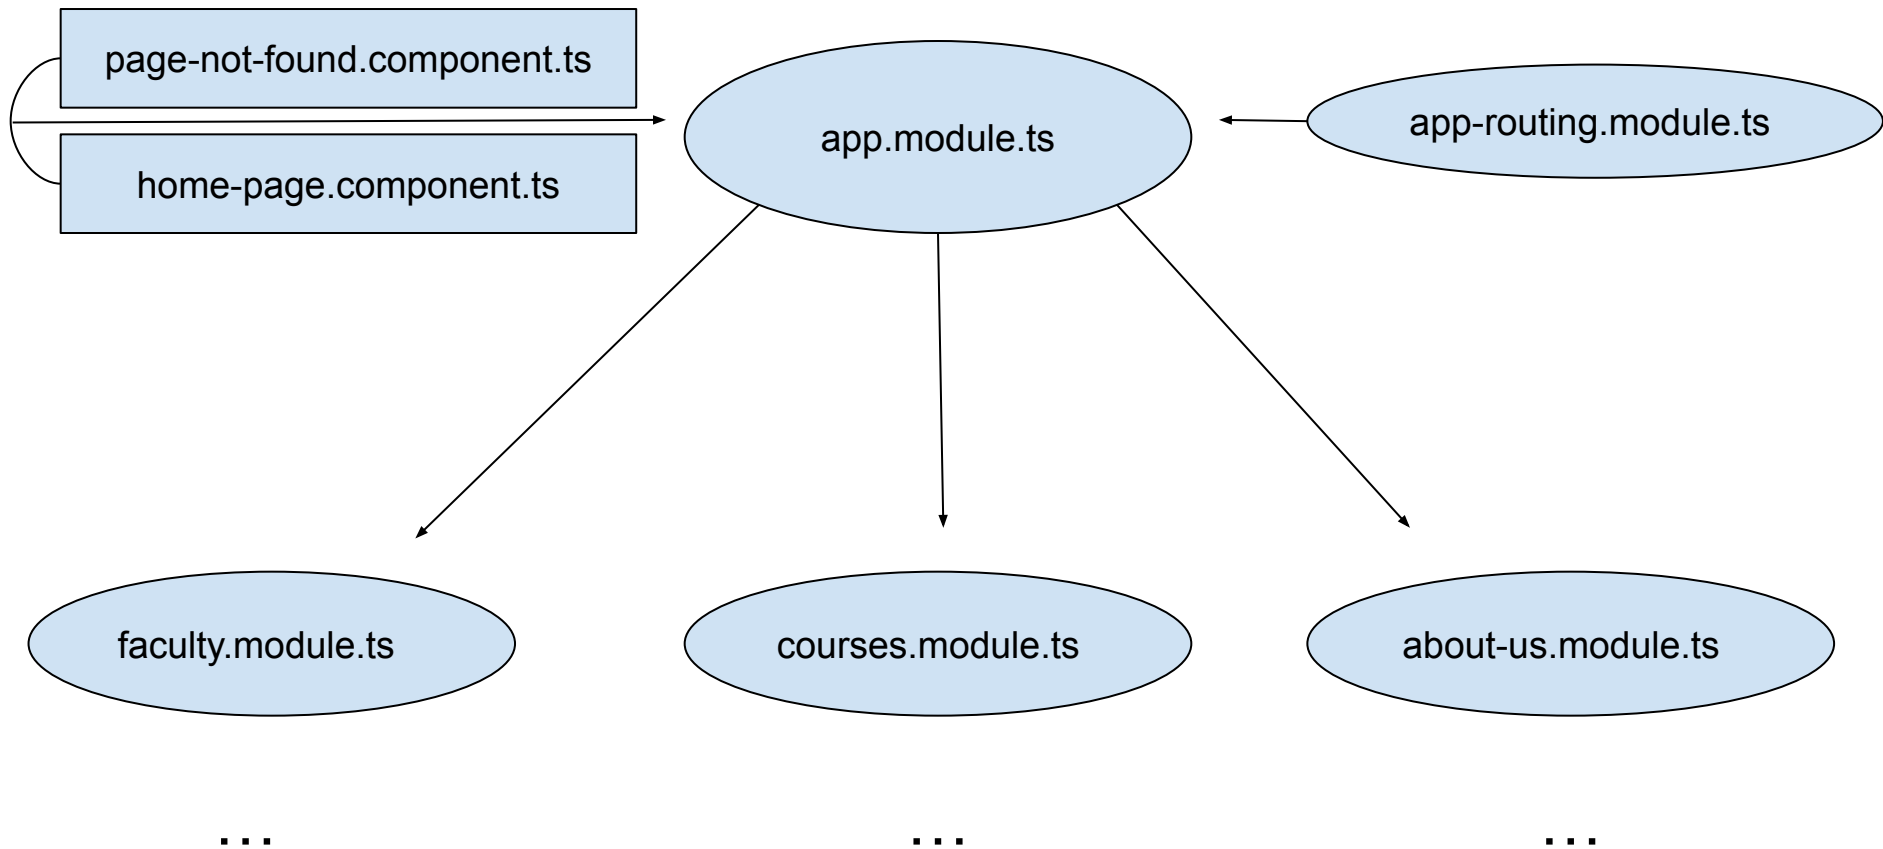 page-not-found.component.ts
home-page.component.ts
app.module.ts
app-routing.module.ts
faculty.module.ts
courses.module.ts
about-us.module.ts
...
...
...